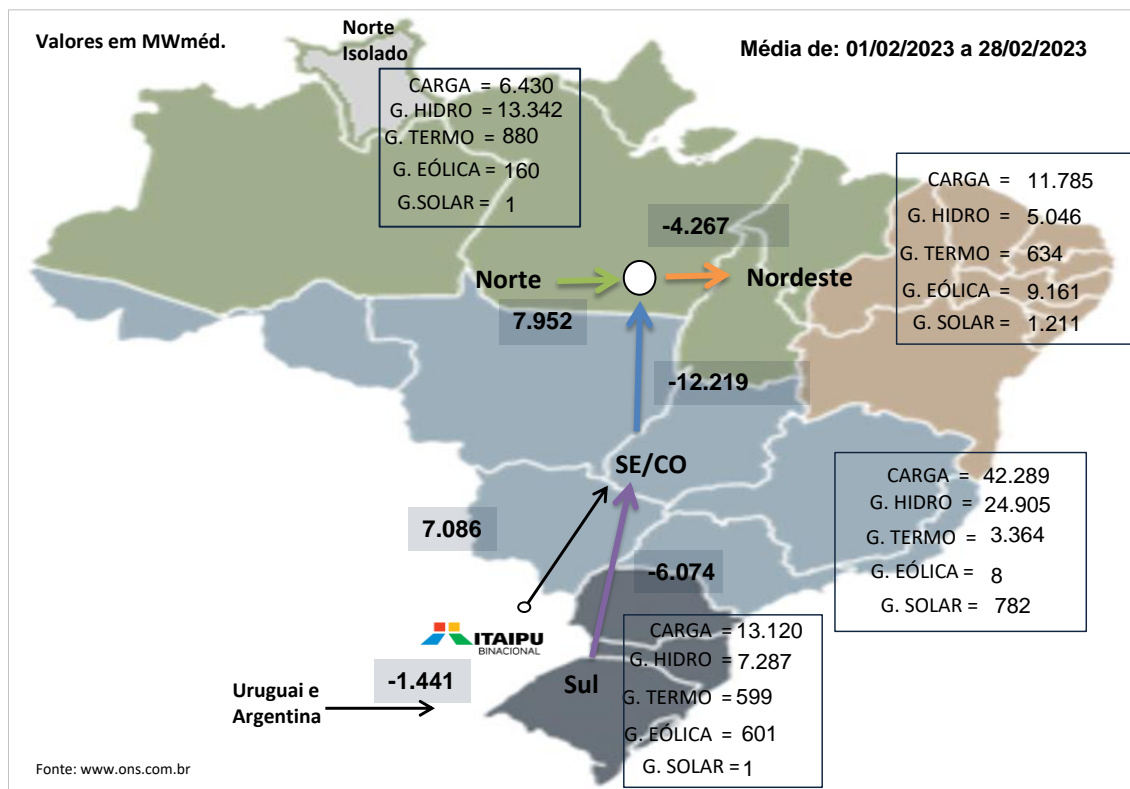 Valores em MWméd.
Norte
Isolado
Média de: 01/02/2023 a 28/02/2023
CARGA = 6.430
G. HIDRO = 13.342
G. TERMO = 880
G. EÓLICA = 160
G.SOLAR = 1
CARGA = 11.785
G. HIDRO = 5.046
G. TERMO = 634
G. EÓLICA = 9.161
G. SOLAR = 1.211
-4.267
Norte
Nordeste
7.952
-12.219
SE/CO
CARGA = 42.289
G. HIDRO = 24.905
G. TERMO = 3.364
G. EÓLICA = 8
G. SOLAR = 782
7.086
-6.074
ITAIPU
BINACIONAL
CARGA = 13.120
G. HIDRO = 7.287
G. TERMO = 599
G. EÓLICA = 601
G. SOLAR = 1
-1.441
Sul
Uruguai e
Argentina
Fonte: www.ons.com.br